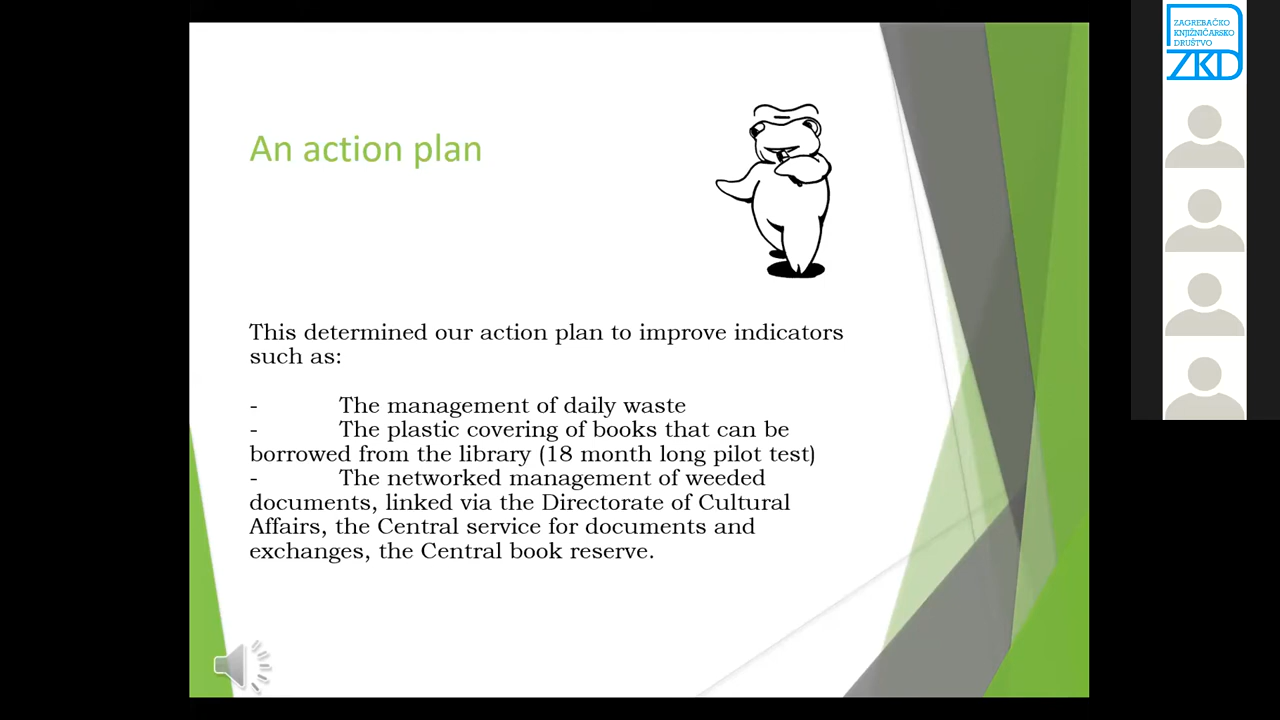 An action plan
This determined our action plan to improve indicators
such as:
- The management of daily waste
- The plastic covering of books that can be
borrowed from the library (18 month long pilot test)
- The networked management of weeded
documents, linked via the Directorate of Cultural
Affairs, the Central service for documents and
exchanges, the Central book reserve.
ZAGREBAČKO
KNJIŽNIČARSKO
DRUŠTVO
ZKD